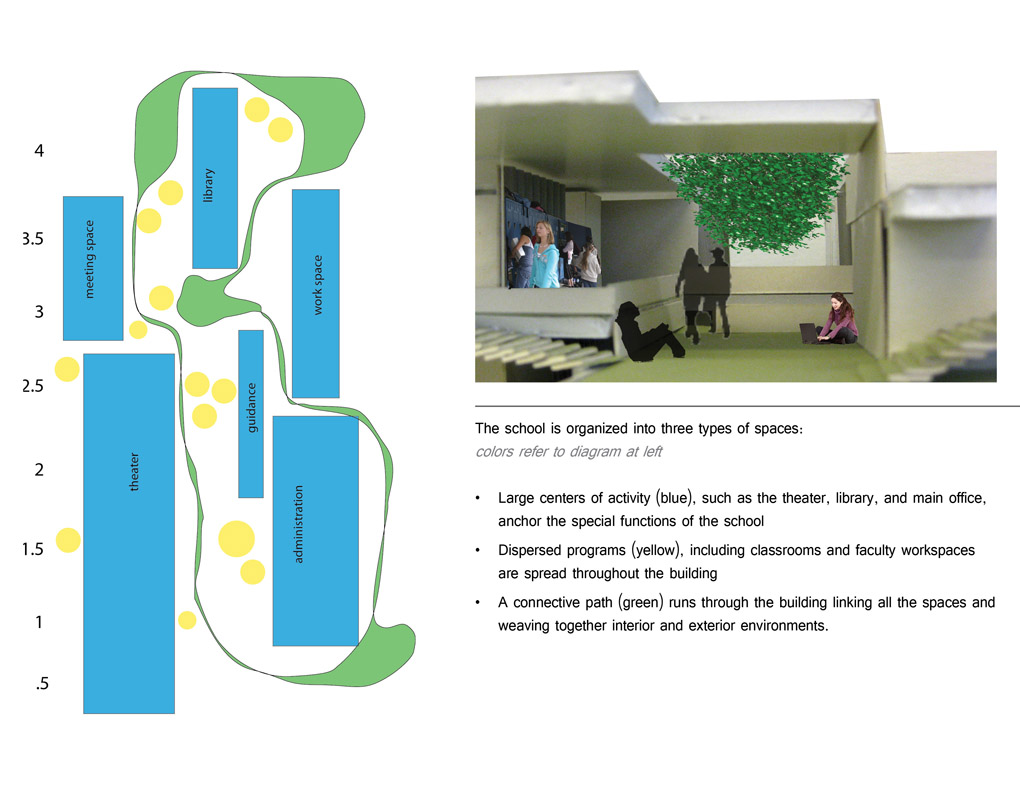 4
library
meeting space
3.5
work space
3
2.5
guidance
theater
2
administration
1.5
1
.5
The school is organized into three types of spaces:
colors refer to diagram at left
• Large centers of activity (blue), such as the theater, library, and main office,
anchor the special functions of the school
• Dispersed programs (yellow), including classrooms and faculty workspaces
are spread throughout the building
• A connective path (green) runs through the building linking all the spaces and
weaving together interior and exterior environments.